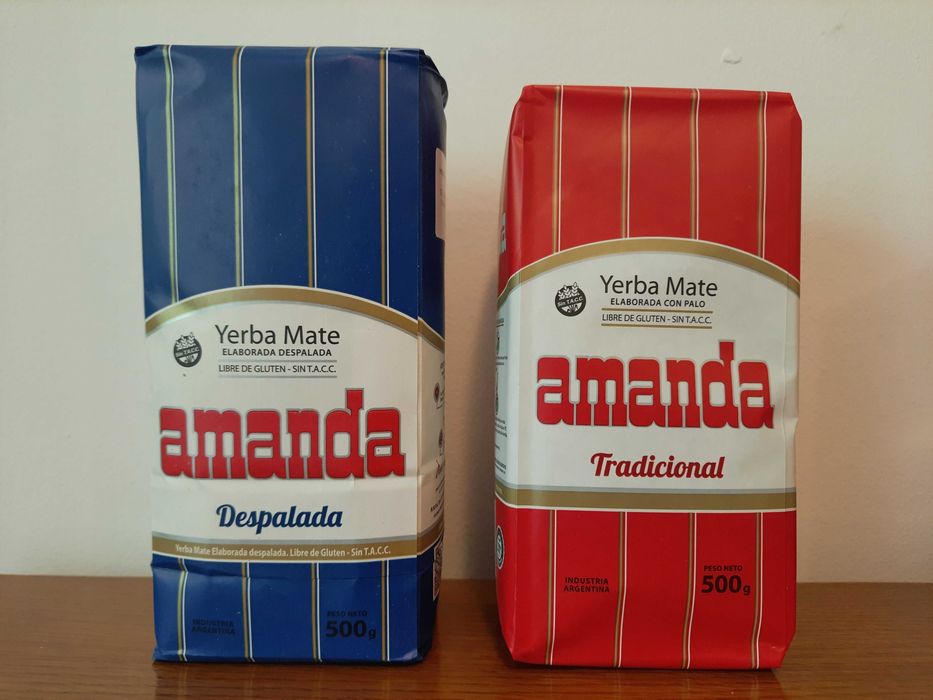 Sin T.A.C.C.
Yerba Mate
ELABORADA DESPALADA
LIBRE DE GLUTEN - SIN T.A.C.C.
amanda
Despalada
Yerba Mate Elaborada despalada. Libre de Gluten - Sin T.A.C.C.
INDUSTRIA
ARGENTINA
PESO NETO
500g
Sin T.A.C.C.
Yerba Mate
ELABORADA CON PALO
LIBRE DE GLUTEN - SIN T.A.C.C.
amanda
Tradicional
INDUSTRIA
ARGENTINA
PESO NETO
500g